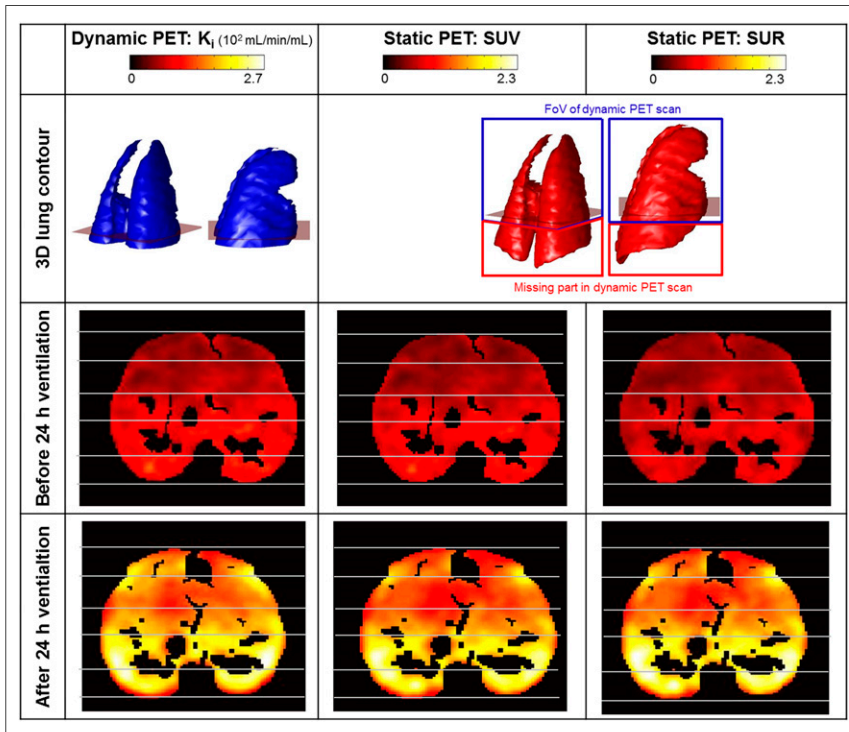 Dynamic PET: Kᵢ (10² mL/min/mL)
0 2.7
Static PET: SUV
0 2.3
Static PET: SUR
0 2.3
3D lung contour
FoV of dynamic PET scan
Missing part in dynamic PET scan
Before 24 h ventilation
After 24 h ventialtion